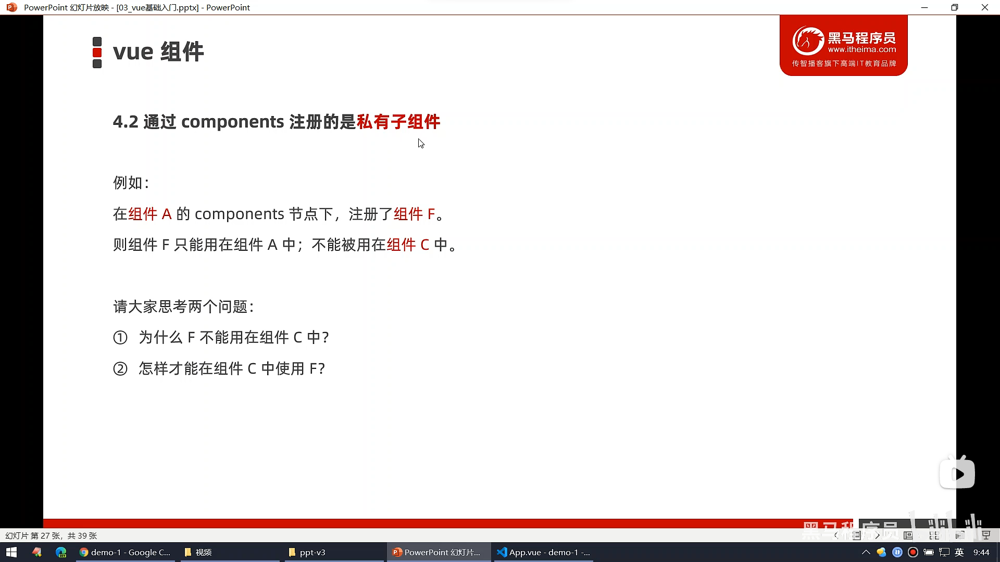 PowerPoint 幻灯片放映 - [03_vue基础入门.pptx] - PowerPoint
vue 组件
黑马程序员
www.itheima.com
传智播客旗下高端IT教育品牌
4.2 通过 components 注册的是私有子组件
例如：
在组件 A 的 components 节点下，注册了组件 F。
则组件 F 只能用在组件 A 中；不能被用在组件 C 中。
请大家思考两个问题：
① 为什么 F 不能用在组件 C 中？
② 怎样才能在组件 C 中使用 F？
黑马程序员
幻灯片 第 27 张，共 39 张
demo-1 - Google C...
视频
ppt-v3
PowerPoint 幻灯片...
App.vue - demo-1 -...
英
9:44